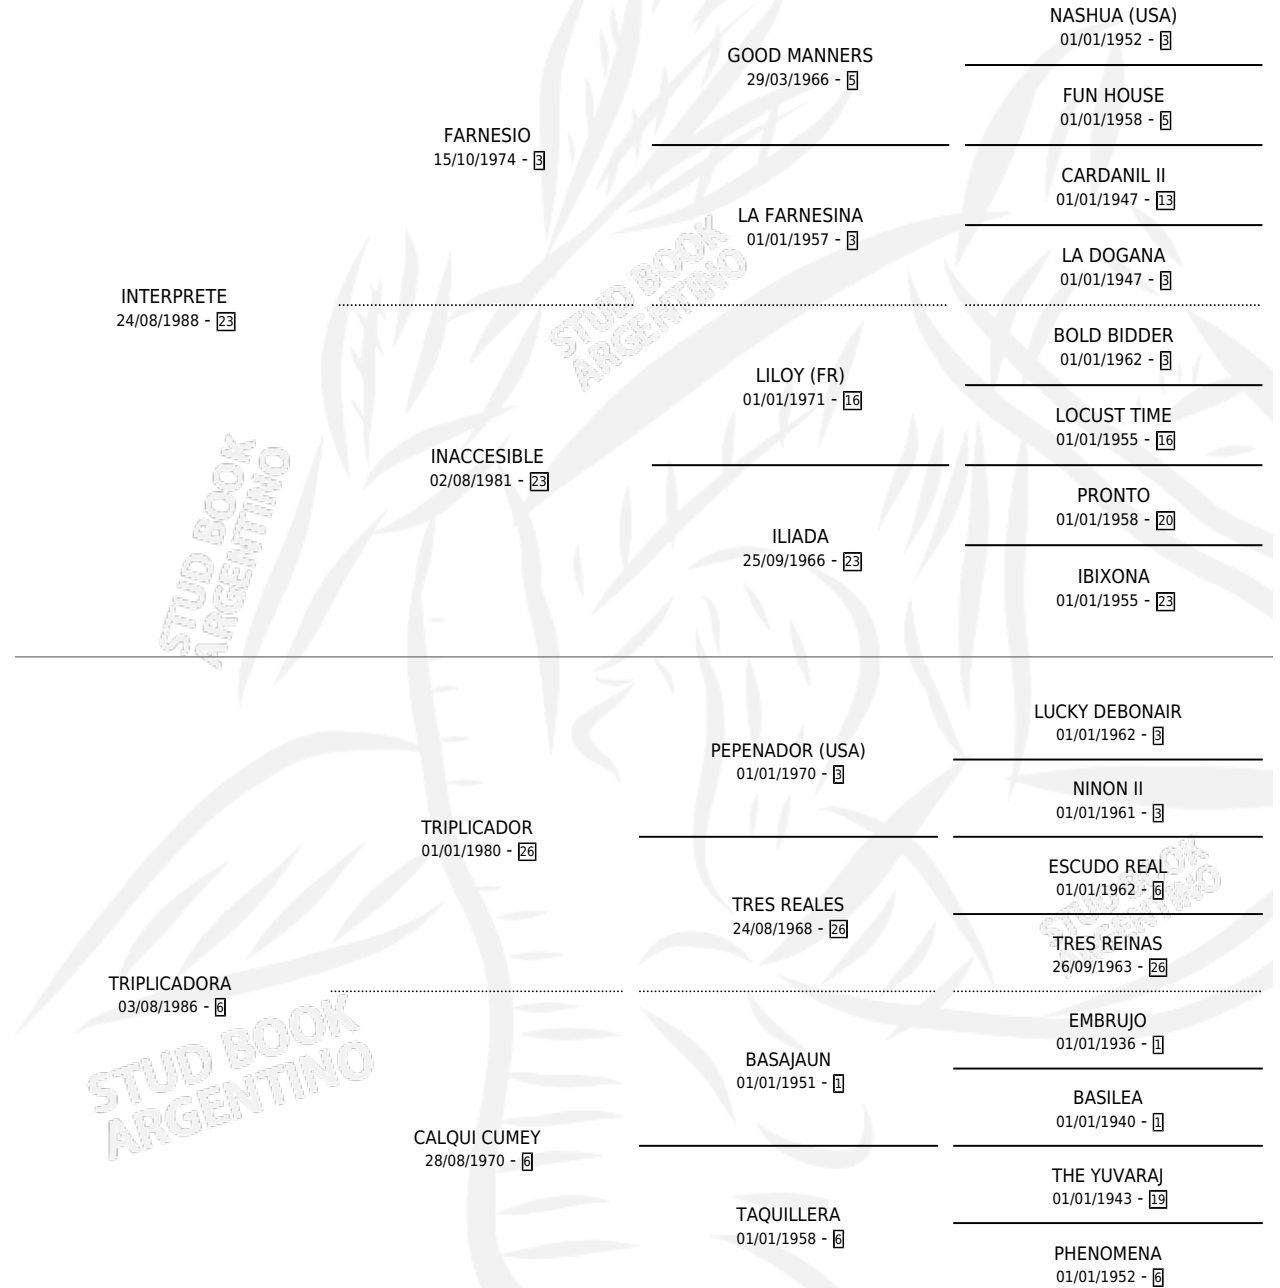 NASHUA (USA)
01/01/1952 - 3
GOOD MANNERS
29/03/1966 - 5
FUN HOUSE
01/01/1958 - 5
FARNESIO
15/10/1974 - 3
CARDANIL II
01/01/1947 - 13
LA FARNESINA
01/01/1957 - 3
LA DOGANA
01/01/1947 - 3
INTERPRETE
24/08/1988 - 23
BOLD BIDDER
01/01/1962 - 3
LILOY (FR)
01/01/1971 - 16
LOCUST TIME
01/01/1955 - 16
INACCESIBLE
02/08/1981 - 23
PRONTO
01/01/1958 - 20
ILIADA
25/09/1966 - 23
IBIXONA
01/01/1955 - 23
STUD BOOK
ARGENTINO
STUD BOOK
ARGENTINO
LUCKY DEBONAIR
01/01/1962 - 3
PEPENADOR (USA)
01/01/1970 - 3
NINON II
01/01/1961 - 3
TRIPLICADOR
01/01/1980 - 26
ESCUDO REAL
01/01/1962 - 6
TRES REALES
24/08/1968 - 26
TRES REINAS
26/09/1963 - 26
STUD BOOK
ARGENTINO
TRIPLICADORA
03/08/1986 - 6
EMBRUJO
01/01/1936 - 1
BASAJAUN
01/01/1951 - 1
BASILEA
01/01/1940 - 1
STUD BOOK
ARGENTINO
CALQUI CUMEY
28/08/1970 - 6
THE YUVARAJ
01/01/1943 - 19
TAQUILLERA
01/01/1958 - 6
PHENOMENA
01/01/1952 - 6